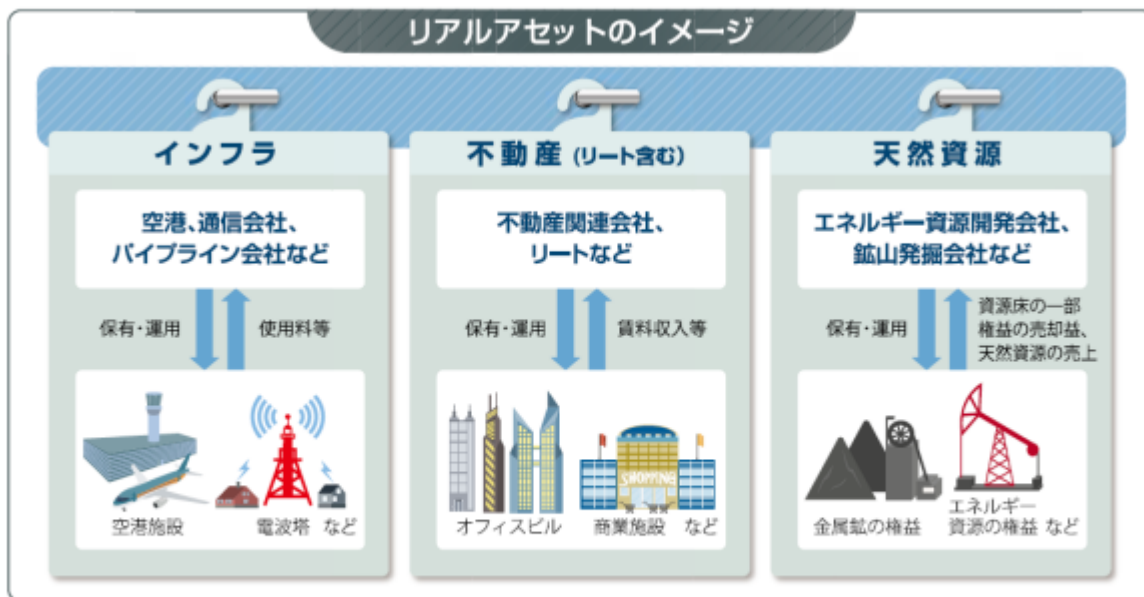 リアルアセットのイメージ
インフラ
空港、通信会社、
パイプライン会社など
保有・運用
使用料等
空港施設
電波塔 など
不動産 (リート含む)
不動産関連会社、
リートなど
保有・運用
賃料収入等
SHOPPING
オフィスビル
商業施設 など
天然資源
エネルギー資源開発会社、
鉱山発掘会社など
保有・運用
資源床の一部
権益の売却益、
天然資源の売上
金属鉱の権益
エネルギー
資源の権益 など